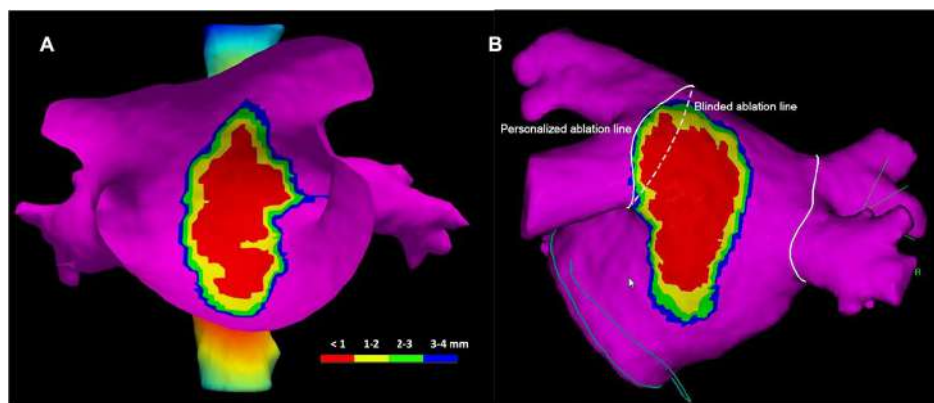 A
B
Blinded ablation line
Personalized ablation line
< 1 1-2 2-3 3-4 mm